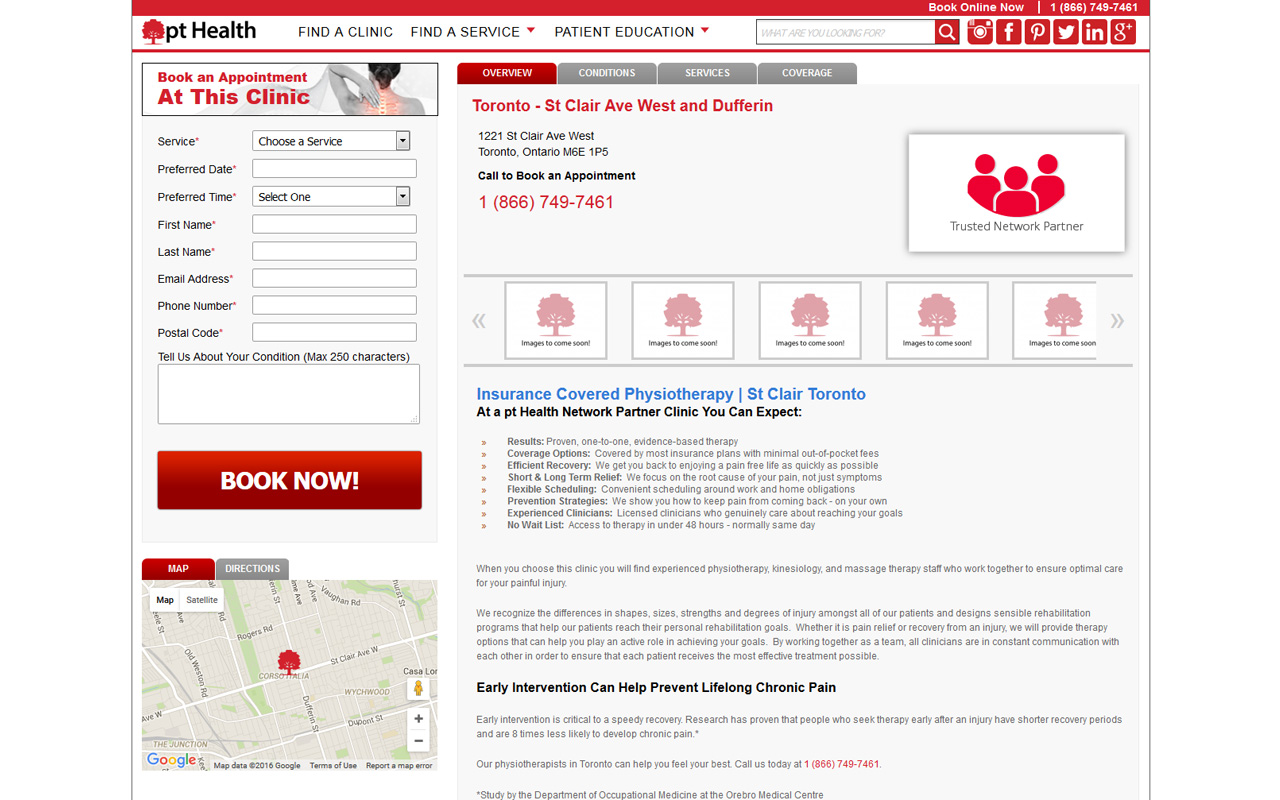 Book Online Now | 1 (866) 749-7461
pt Health
FIND A CLINIC FIND A SERVICE PATIENT EDUCATION
WHAT ARE YOU LOOKING FOR?
Book an Appointment
At This Clinic
Service*
Choose a Service
Preferred Date*
Preferred Time*
Select One
First Name*
Last Name*
Email Address*
Phone Number*
Postal Code*
Tell Us About Your Condition (Max 250 characters)
BOOK NOW!
MAP DIRECTIONS
Map Satellite
Vaughan Rd
Rogers Rd
Old Weston Rd
St Clair Ave W
CORSO ITALIA
Casa Lo
WYCHWOOD
Dufferin St
Dupont St
Ave W
THE JUNCTION
Google
Map data ©2016 Google Terms of Use Report a map error
OVERVIEW CONDITIONS SERVICES COVERAGE
Toronto - St Clair Ave West and Dufferin
1221 St Clair Ave West
Toronto, Ontario M6E 1P5
Call to Book an Appointment
1 (866) 749-7461
Trusted Network Partner
« »
Images to come soon! Images to come soon! Images to come soon! Images to come soon! Images to come soon
Insurance Covered Physiotherapy | St Clair Toronto
At a pt Health Network Partner Clinic You Can Expect:
» Results: Proven, one-to-one, evidence-based therapy
» Coverage Options: Covered by most insurance plans with minimal out-of-pocket fees
» Efficient Recovery: We get you back to enjoying a pain free life as quickly as possible
» Short & Long Term Relief: We focus on the root cause of your pain, not just symptoms
» Flexible Scheduling: Convenient scheduling around work and home obligations
» Prevention Strategies: We show you how to keep pain from coming back - on your own
» Experienced Clinicians: Licensed clinicians who genuinely care about reaching your goals
» No Wait List: Access to therapy in under 48 hours - normally same day
When you choose this clinic you will find experienced physiotherapy, kinesiology, and massage therapy staff who work together to ensure optimal care
for your painful injury.
We recognize the differences in shapes, sizes, strengths and degrees of injury amongst all of our patients and designs sensible rehabilitation
programs that help our patients reach their personal rehabilitation goals. Whether it is pain relief or recovery from an injury, we will provide therapy
options that can help you play an active role in achieving your goals. By working together as a team, all clinicians are in constant communication with
each other in order to ensure that each patient receives the most effective treatment possible.
Early Intervention Can Help Prevent Lifelong Chronic Pain
Early intervention is critical to a speedy recovery. Research has proven that people who seek therapy early after an injury have shorter recovery periods
and are 8 times less likely to develop chronic pain.*
Our physiotherapists in Toronto can help you feel your best. Call us today at 1 (866) 749-7461.
*Study by the Department of Occupational Medicine at the Orebro Medical Centre